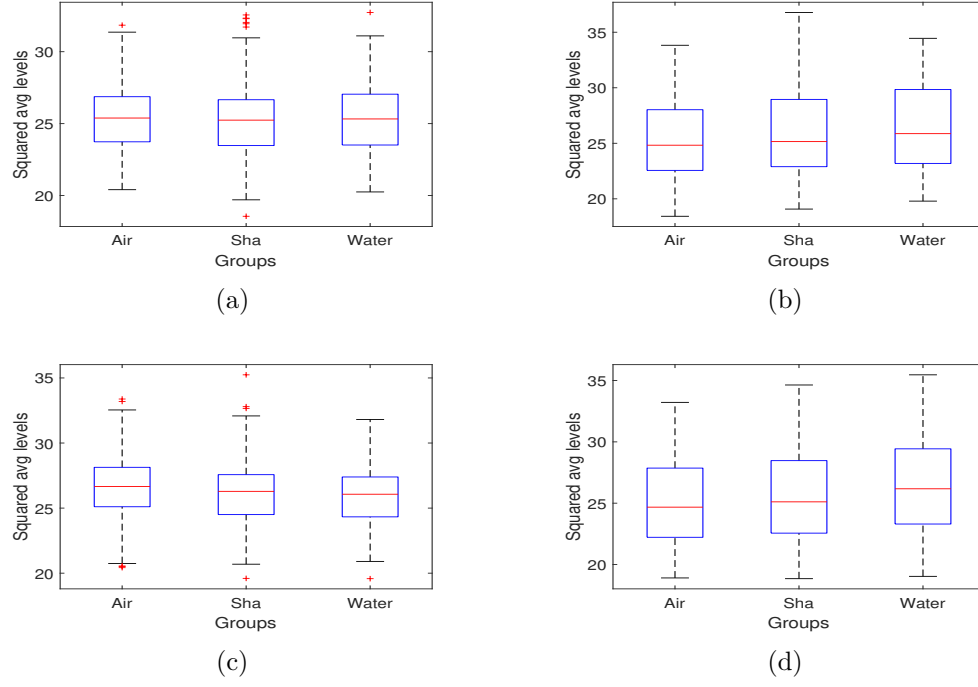 Squared avg levels
30
25
20
Air Sha Water
Groups
(a)
Squared avg levels
35
30
25
20
Air Sha Water
Groups
(b)
Squared avg levels
35
30
25
20
Air Sha Water
Groups
(c)
Squared avg levels
35
30
25
20
Air Sha Water
Groups
(d)